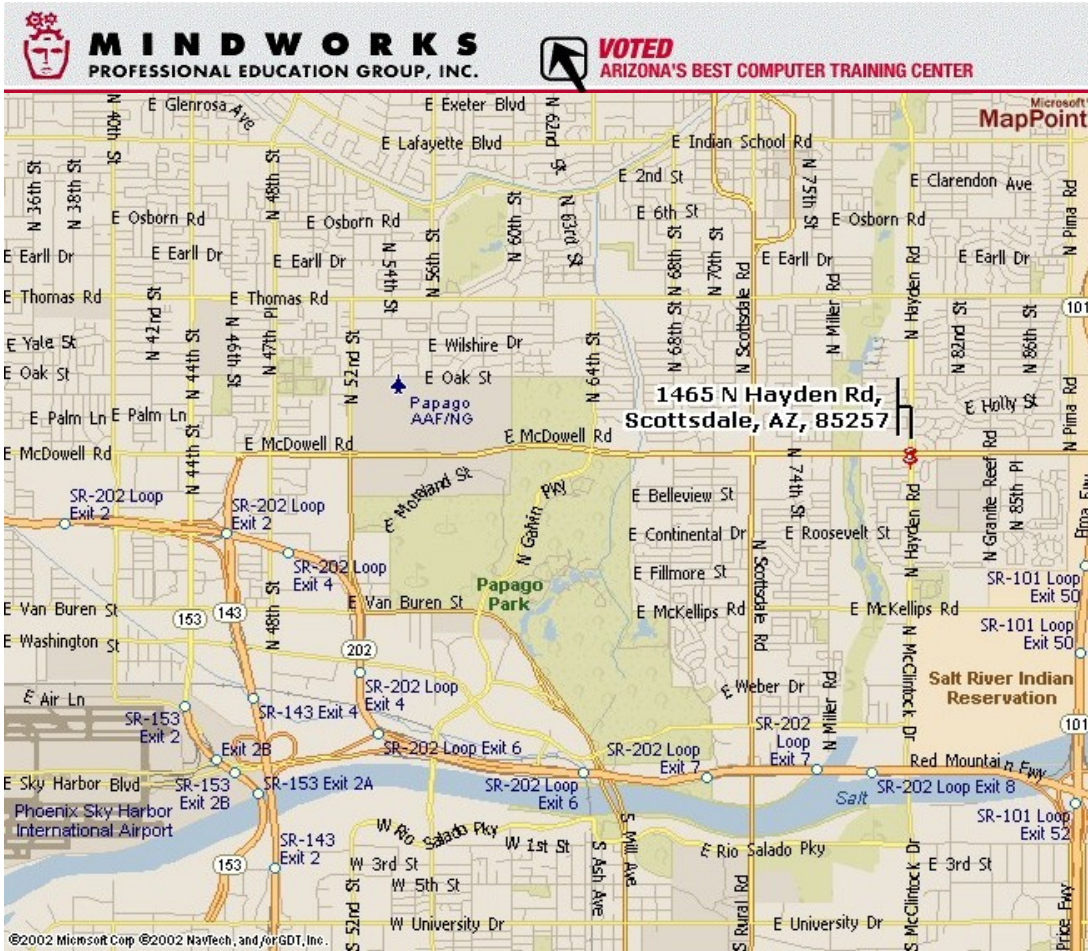 MINDWORKS
PROFESSIONAL EDUCATION GROUP, INC.
VOTED
ARIZONA'S BEST COMPUTER TRAINING CENTER
Microsoft
MapPoint
E Glenrosa Ave
E Exeter Blvd
N 40th St
N 62nd St
E Lafayette Blvd
E Indian School Rd
N 36th St
N 38th St
N 48th St
E 2nd St
N 75th St
E Clarendon Ave
N Pima Rd
E Osborn Rd
E Osborn Rd
N 60th St
N 63rd St
E 6th St
E Osborn Rd
E Earll Dr
E Earll Dr
E Earll Dr
N 54th St
N 56th St
N 68th St
N 70th St
N Scottsdale Rd
E Earll Dr
N Miller Rd
N Hayden Rd
E Earll Dr
E Thomas Rd
E Thomas Rd
101
N 42nd St
N 44th St
N 46th St
N 47th Pl
N 52nd St
N 64th St
N 68th St
N 82nd St
N 86th St
E Yale St
E Wilshire Dr
E Oak St
E Oak St
Papago
AAF/NG
1465 N Hayden Rd,
Scottsdale, AZ, 85257
E Holly St
N Pima Rd
E Palm Ln
E Palm Ln
E McDowell Rd
E McDowell Rd
E McDowell Rd
N 44th St
E Moreland St
N Galvin Pky
N 74th St
N Hayden Rd
N Granite Reef Rd
N 85th Pl
SR-202 Loop
Exit 2
SR-202 Loop
Exit 2
E Belleview St
E Continental Dr
E Roosevelt St
SR-202 Loop
Exit 4
E Fillmore St
N Scottsdale Rd
SR-101 Loop
Exit 50
Papago
Park
E Van Buren St
E Van Buren St
E McKellips Rd
E McKellips Rd
153
143
N 48th St
SR-101 Loop
Exit 50
E Washington St
202
N McClintock Dr
Salt River Indian
Reservation
E Air Ln
SR-202 Loop
Exit 4
E Weber Dr
N Miller Rd
SR-153
Exit 2
SR-143 Exit 4
SR-202
Loop
Exit 7
101
Exit 2B
SR-202 Loop Exit 6
SR-202 Loop
Exit 7
Red Mountain Fwy
E Sky Harbor Blvd
SR-153
Exit 2B
SR-153 Exit 2A
SR-202 Loop
Exit 6
Salt
SR-202 Loop Exit 8
Phoenix Sky Harbor
International Airport
SR-101 Loop
Exit 52
SR-143
Exit 2
W Rio Salado Pky
W 1st St
S Mill Ave
E Rio Salado Pky
153
W 3rd St
S Ash Ave
E 3rd St
W 5th St
S 52nd St
W University Dr
S Rural Rd
E University Dr
S McClintock Dr
Price Fwy
©2002 Microsoft Corp ©2002 NavTech, and/or GDT, Inc.